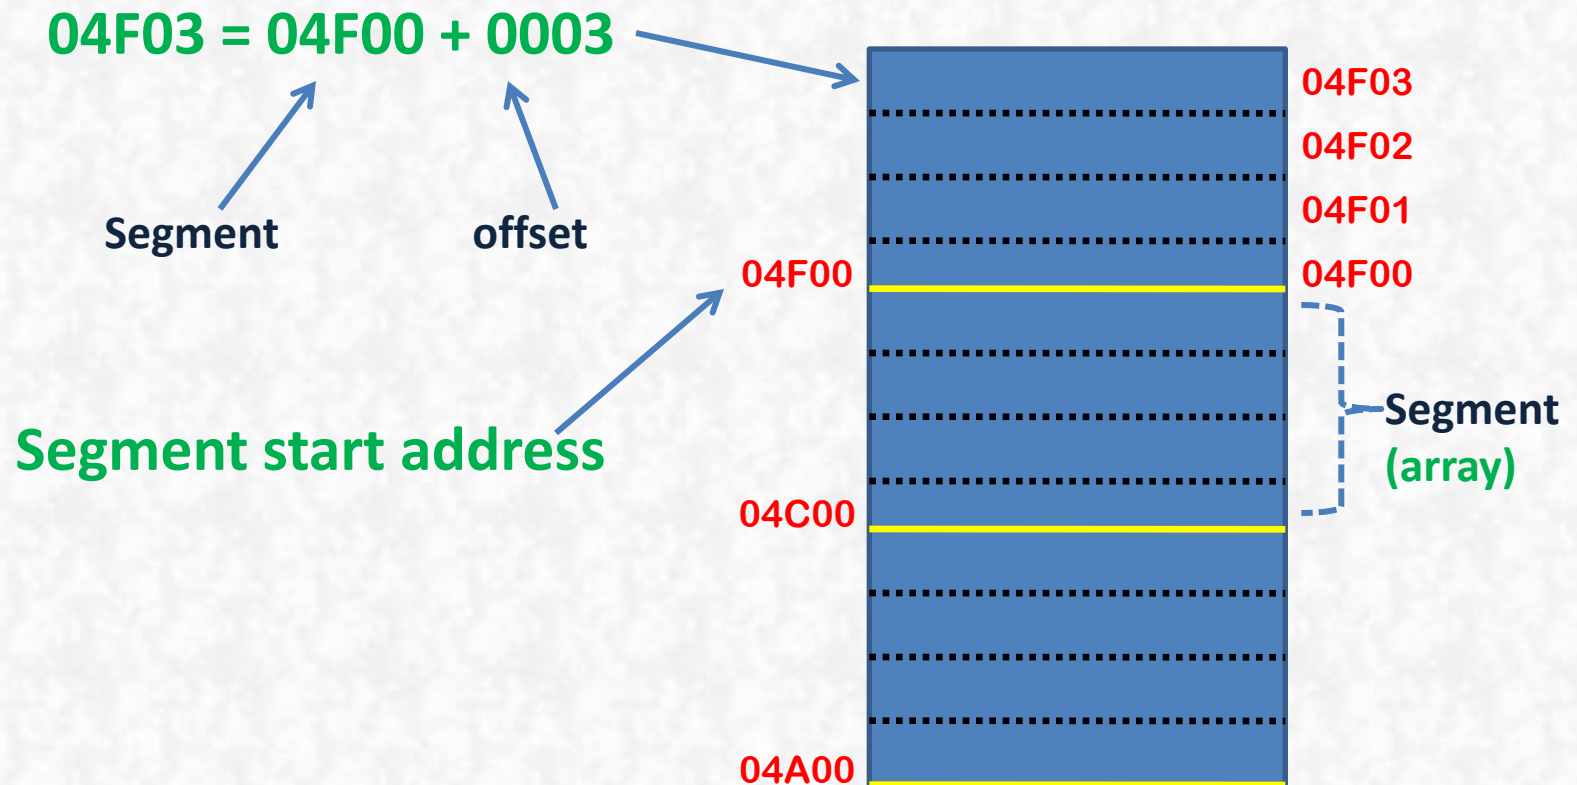 04F03 = 04F00 + 0003
Segment
offset
Segment start address
04F00
04C00
04A00
04F03
04F02
04F01
04F00
Segment
(array)